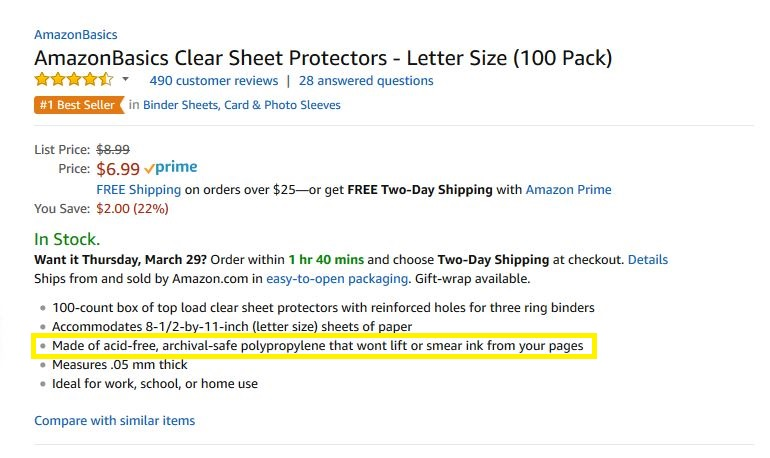 AmazonBasics
AmazonBasics Clear Sheet Protectors - Letter Size (100 Pack)
490 customer reviews | 28 answered questions
#1 Best Seller in Binder Sheets, Card & Photo Sleeves
List Price: $8.99
Price: $6.99 prime
FREE Shipping on orders over $25—or get FREE Two-Day Shipping with Amazon Prime
You Save: $2.00 (22%)
In Stock.
Want it Thursday, March 29? Order within 1 hr 40 mins and choose Two-Day Shipping at checkout. Details
Ships from and sold by Amazon.com in easy-to-open packaging. Gift-wrap available.
• 100-count box of top load clear sheet protectors with reinforced holes for three ring binders
• Accommodates 8-1/2-by-11-inch (letter size) sheets of paper
• Made of acid-free, archival-safe polypropylene that wont lift or smear ink from your pages
• Measures .05 mm thick
• Ideal for work, school, or home use
Compare with similar items